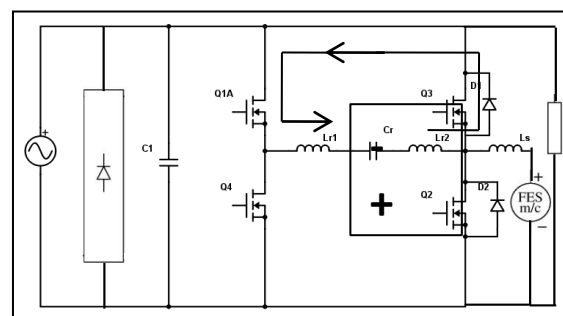 Q1A
Q3
D1
C1
Lr1
Cr
Lr2
Ls
Q4
Q2
D2
+
FES
m/c
−
+
+